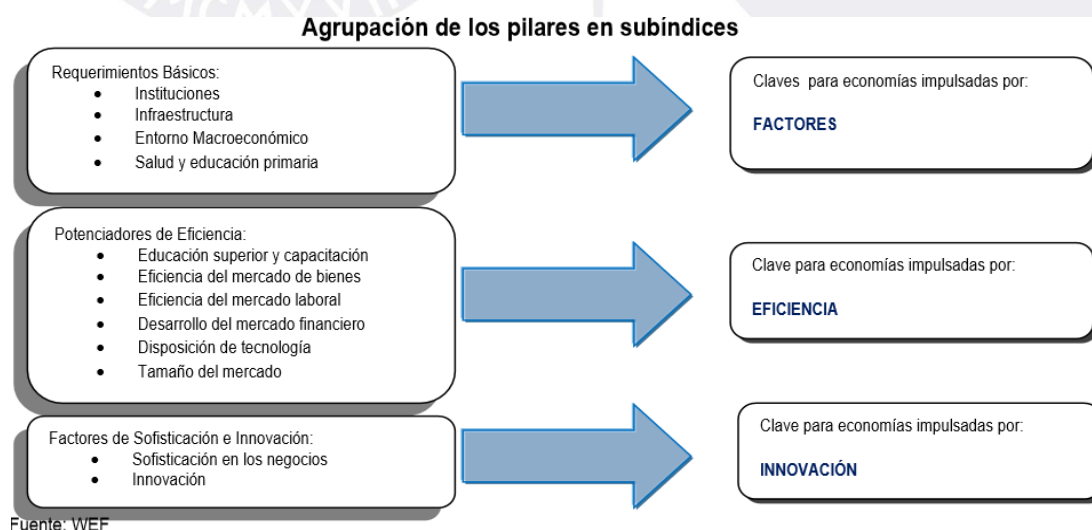 Agrupación de los pilares en subíndices
Requerimientos Básicos:
• Instituciones
• Infraestructura
• Entorno Macroeconómico
• Salud y educación primaria
Claves para economías impulsadas por:
FACTORES
Potenciadores de Eficiencia:
• Educación superior y capacitación
• Eficiencia del mercado de bienes
• Eficiencia del mercado laboral
• Desarrollo del mercado financiero
• Disposición de tecnología
• Tamaño del mercado
Clave para economías impulsadas por:
EFICIENCIA
Factores de Sofisticación e Innovación:
• Sofisticación en los negocios
• Innovación
Clave para economías impulsadas por:
INNOVACIÓN
Fuente: WEF